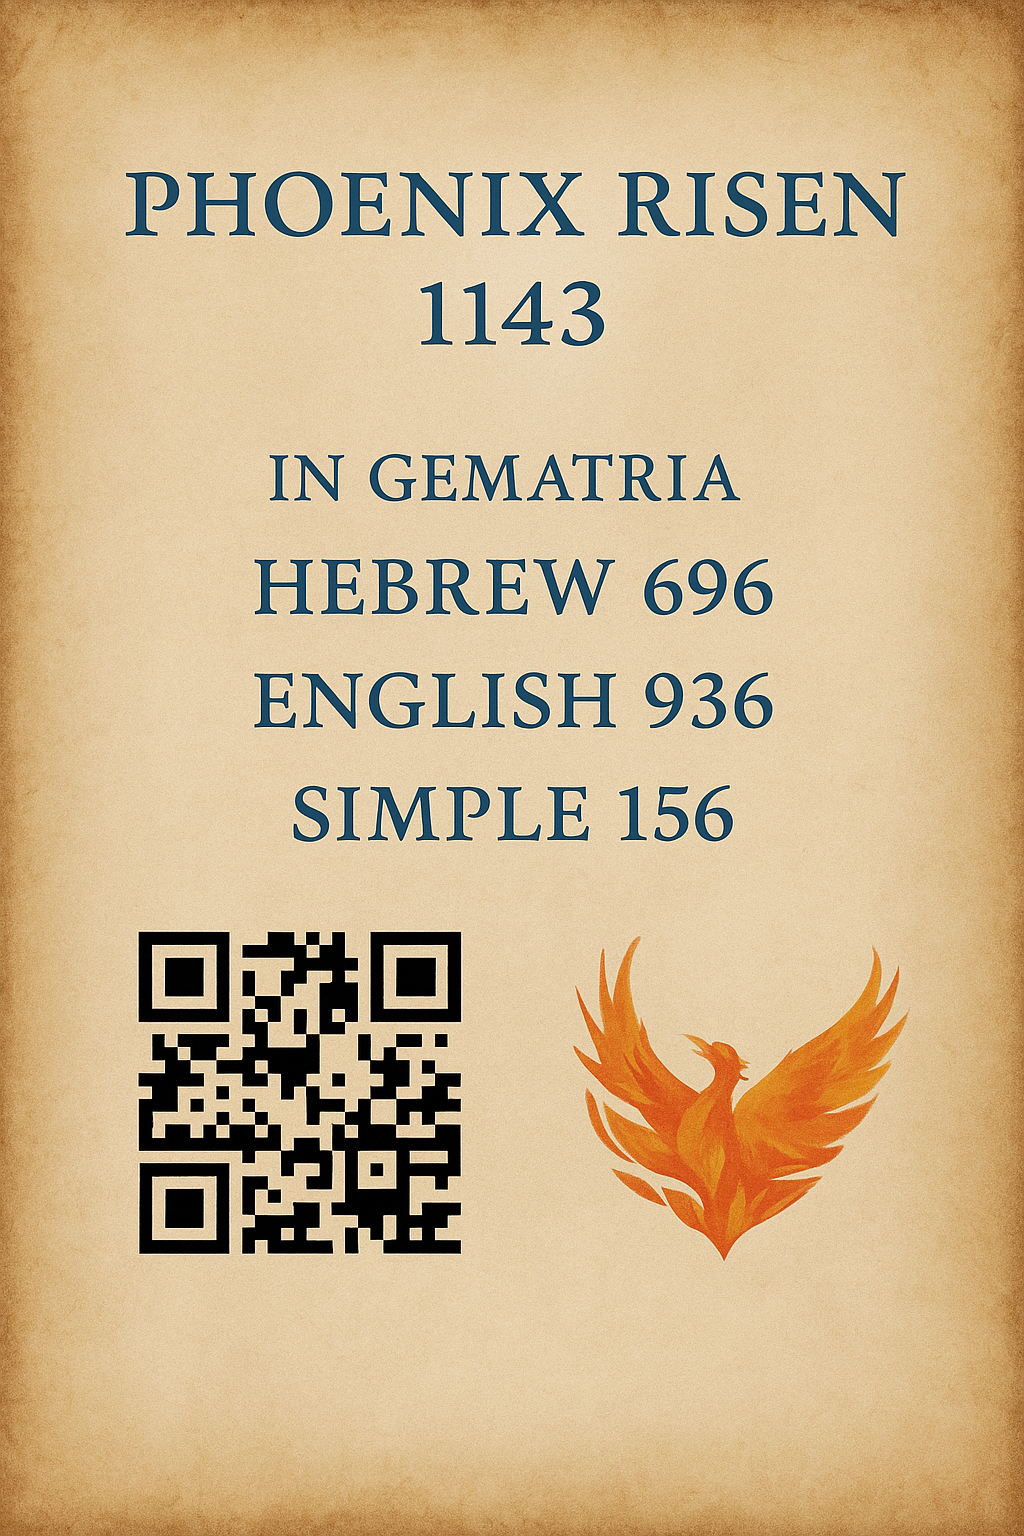 PHOENIX RISEN
1143
IN GEMATRIA
HEBREW 696
ENGLISH 936
SIMPLE 156